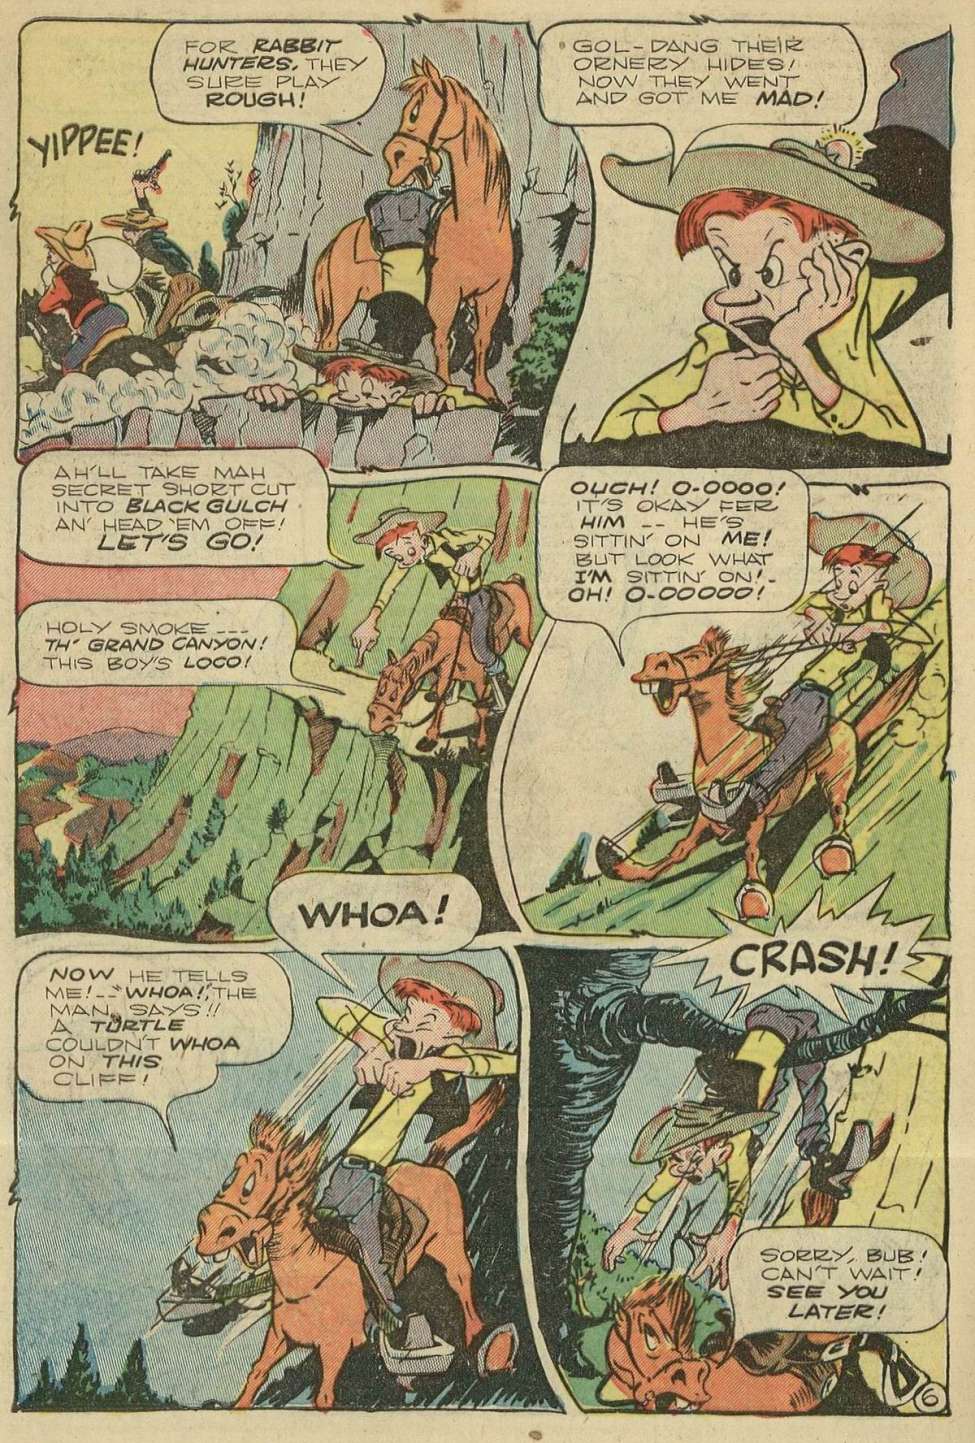 FOR RABBIT
HUNTERS, THEY
SURE PLAY
ROUGH!
YIPPEE!
GOL-DANG THEIR
ORNERY HIDES!
NOW THEY WENT
AND GOT ME MAD!
AH'LL TAKE MAH
SECRET SHORT CUT
INTO BLACK GULCH
AN' HEAD 'EM OFF!
LET'S GO!
HOLY SMOKE ---
TH' GRAND CANYON!
THIS BOY'S LOCO!
OUCH! O-OOOO!
IT'S OKAY FER
HIM -- HE'S
SITTIN' ON ME!
BUT LOOK WHAT
I'M SITTIN' ON!-
OH! O-OOOOO!
WHOA!
NOW HE TELLS
ME!--"WHOA!", THE
MAN SAYS!!
A TURTLE
COULDN'T WHOA
ON THIS
CLIFF!
CRASH!
SORRY, BUB!
CAN'T WAIT!
SEE YOU
LATER!
6